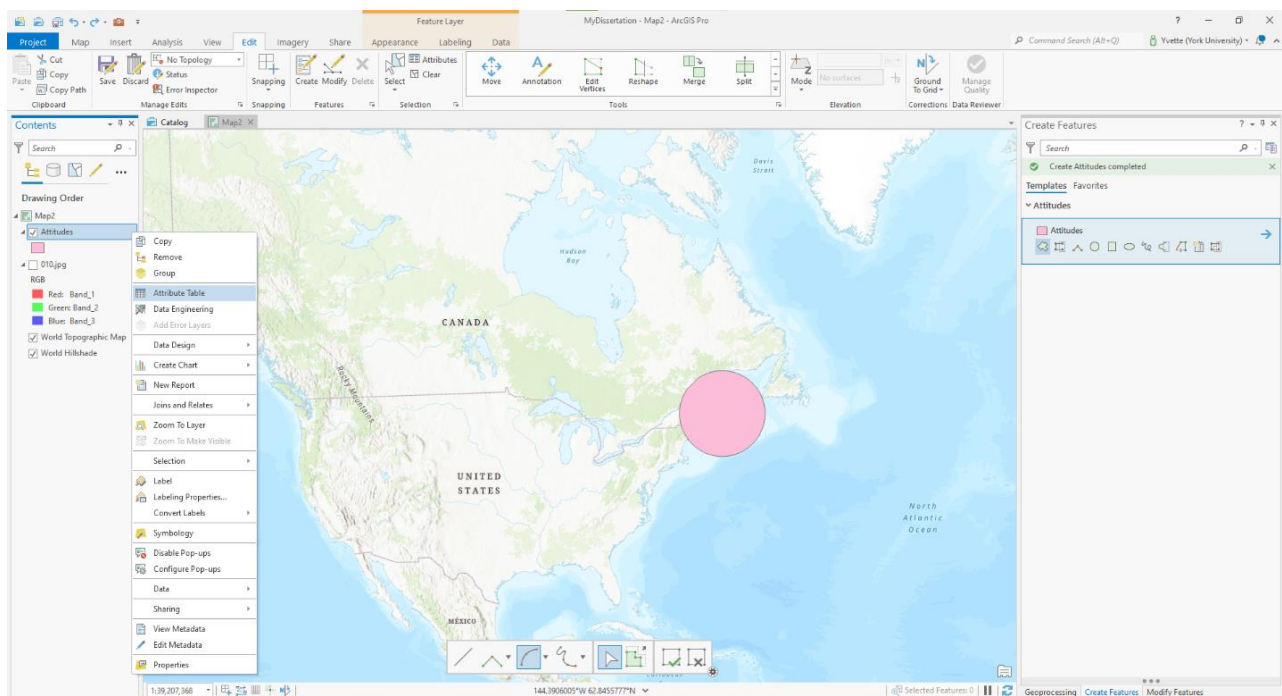 Feature Layer
MyDissertation - Map2 - ArcGIS Pro
?
Project Map Insert Analysis View Edit Imagery Share Appearance Labeling Data
Command Search (Alt+Q)
Yvette (York University)
Paste
Cut
Copy
Copy Path
Clipboard
Save Discard
No Topology
Status
Error Inspector
Manage Edits
Snapping
Snapping
Create Modify Delete
Features
Select
Attributes
Clear
Selection
Move
Annotation
Edit
Vertices
Reshape
Merge
Split
Tools
Mode
No surfaces
Elevation
Ground
To Grid
Corrections
Manage
Quality
Data Reviewer
Contents
Search
Drawing Order
Map2
Attitudes
010.jpg
RGB
Red: Band_1
Green: Band_2
Blue: Band_3
World Topographic Map
World Hillshade
Copy
Remove
Group
Attribute Table
Data Engineering
Add Error Layers
Data Design
Create Chart
New Report
Joins and Relates
Zoom To Layer
Zoom To Make Visible
Selection
Label
Labeling Properties...
Convert Labels
Symbology
Disable Pop-ups
Configure Pop-ups
Data
Sharing
View Metadata
Edit Metadata
Properties
Catalog
Map2
Davis
Strait
Hudson
Bay
CANADA
Rocky Mountains
UNITED
STATES
North
Atlantic
Ocean
MÉXICO
1:39,207,368
144.3906005°W 62.8455777°N
Selected Features: 0
Create Features
?
Search
Create Attitudes completed
Templates Favorites
Attitudes
Attitudes
Geoprocessing Create Features Modify Features